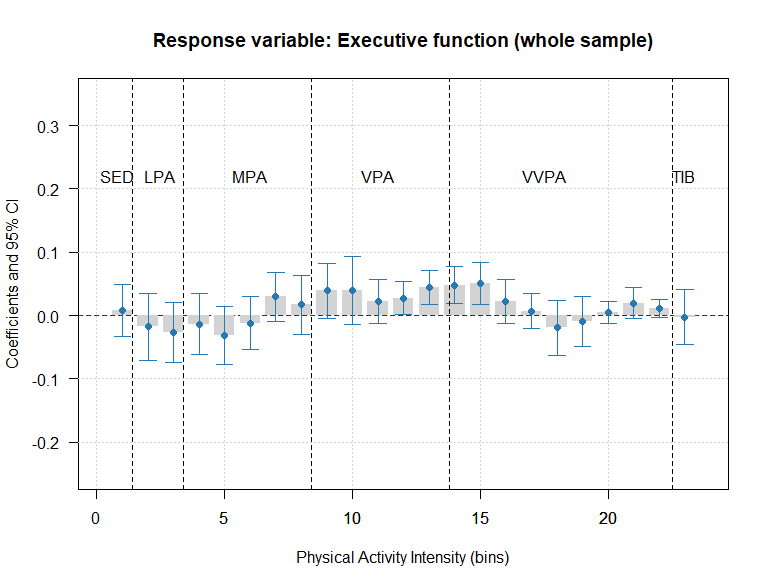 Response variable: Executive function (whole sample)
Coefficients and 95% CI
0.3
0.2
0.1
0.0
-0.1
-0.2
SED LPA MPA VPA VVPA TIB
0 5 10 15 20
Physical Activity Intensity (bins)